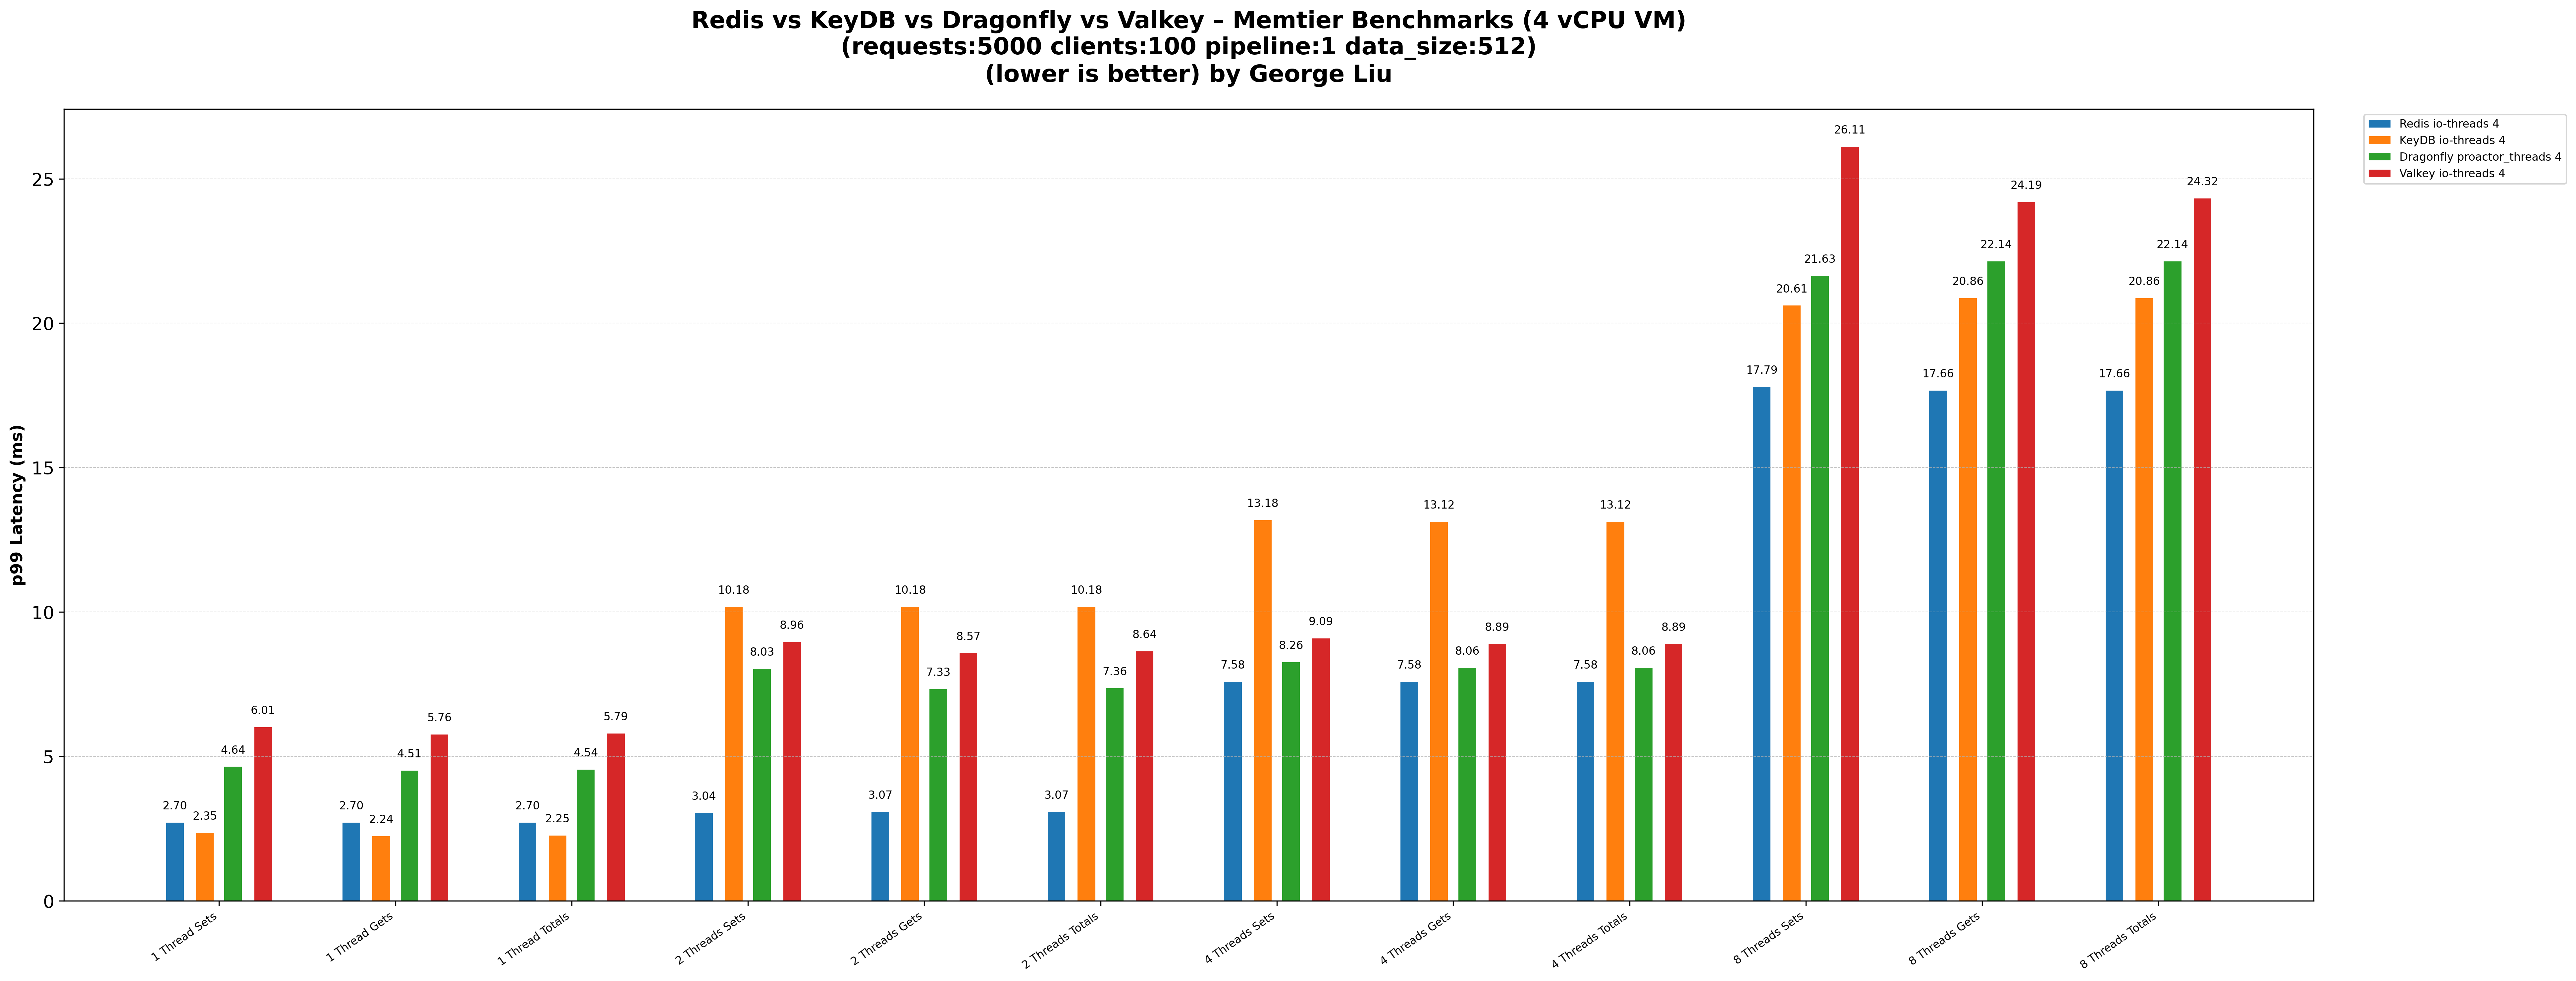 Redis vs KeyDB vs Dragonfly vs Valkey – Memtier Benchmarks (4 vCPU VM)
(requests:5000 clients:100 pipeline:1 data_size:512)
(lower is better) by George Liu
Redis io-threads 4
KeyDB io-threads 4
Dragonfly proactor_threads 4
Valkey io-threads 4
p99 Latency (ms)
25
20
15
10
5
0
2.70
2.35
4.64
6.01
2.70
2.24
4.51
5.76
2.70
2.25
4.54
5.79
3.04
10.18
8.03
8.96
3.07
10.18
7.33
8.57
3.07
10.18
7.36
8.64
7.58
13.18
8.26
9.09
7.58
13.12
8.06
8.89
7.58
13.12
8.06
8.89
17.79
20.61
21.63
26.11
17.66
20.86
22.14
24.19
17.66
20.86
22.14
24.32
1 Thread Sets
1 Thread Gets
1 Thread Totals
2 Threads Sets
2 Threads Gets
2 Threads Totals
4 Threads Sets
4 Threads Gets
4 Threads Totals
8 Threads Sets
8 Threads Gets
8 Threads Totals